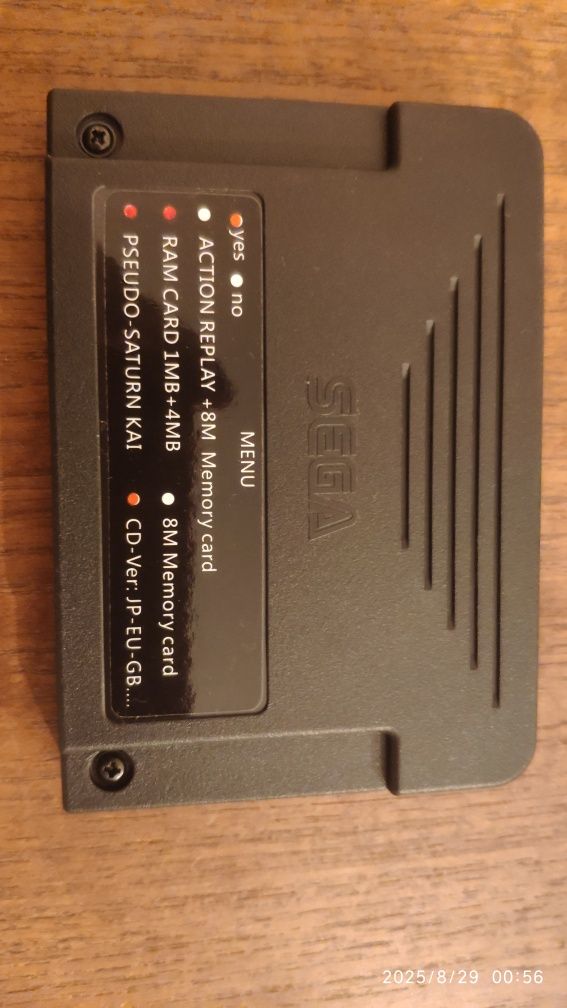 SEGA
MENU
yes no
ACTION REPLAY +8M Memory card
RAM CARD 1MB+4MB 8M Memory card
PSEUDO-SATURN KAI CD-Ver: JP-EU-GB....
2025/8/29 00:56